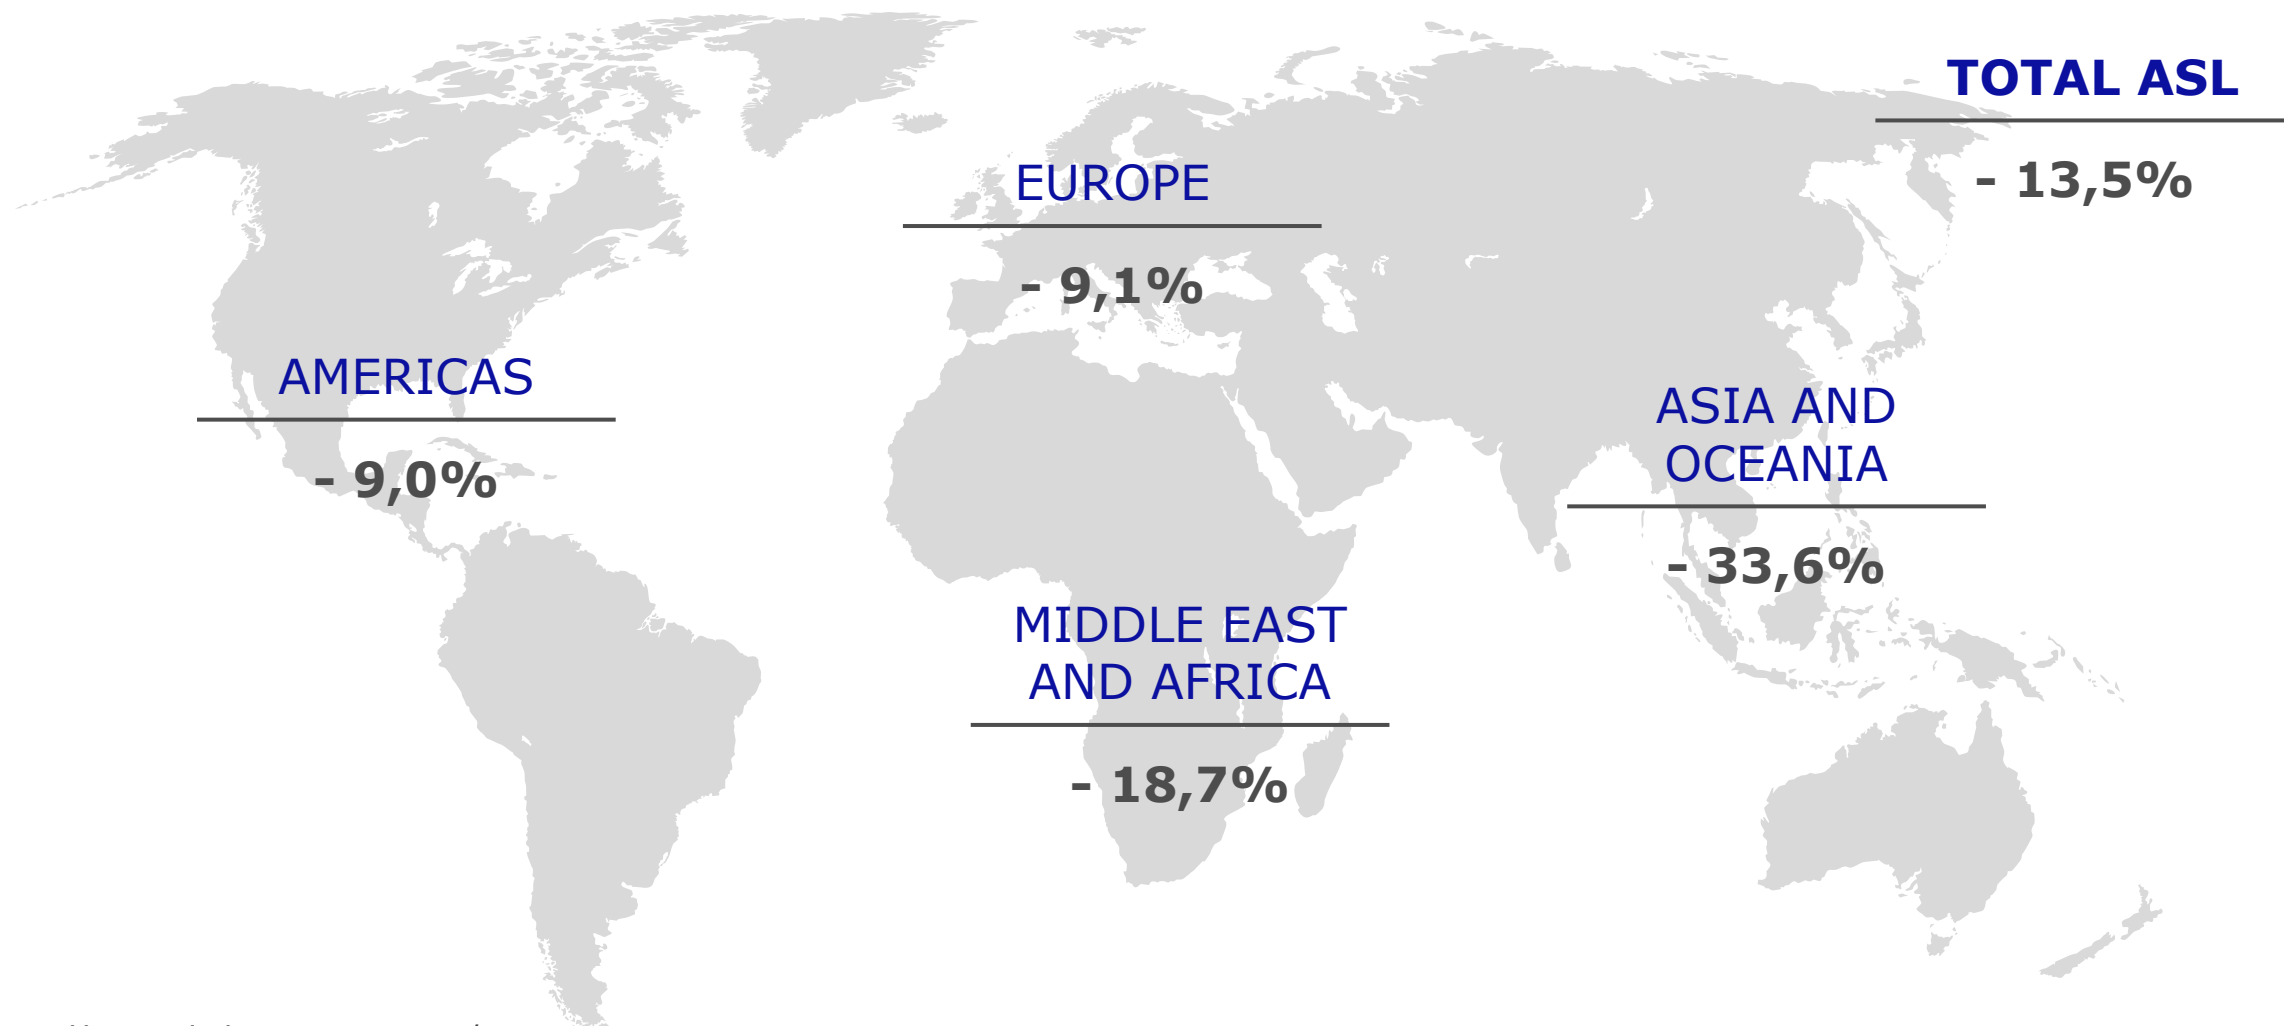 TOTAL ASL
- 13,5%
EUROPE
- 9,1%
AMERICAS
- 9,0%
ASIA AND
OCEANIA
- 33,6%
MIDDLE EAST
AND AFRICA
- 18,7%